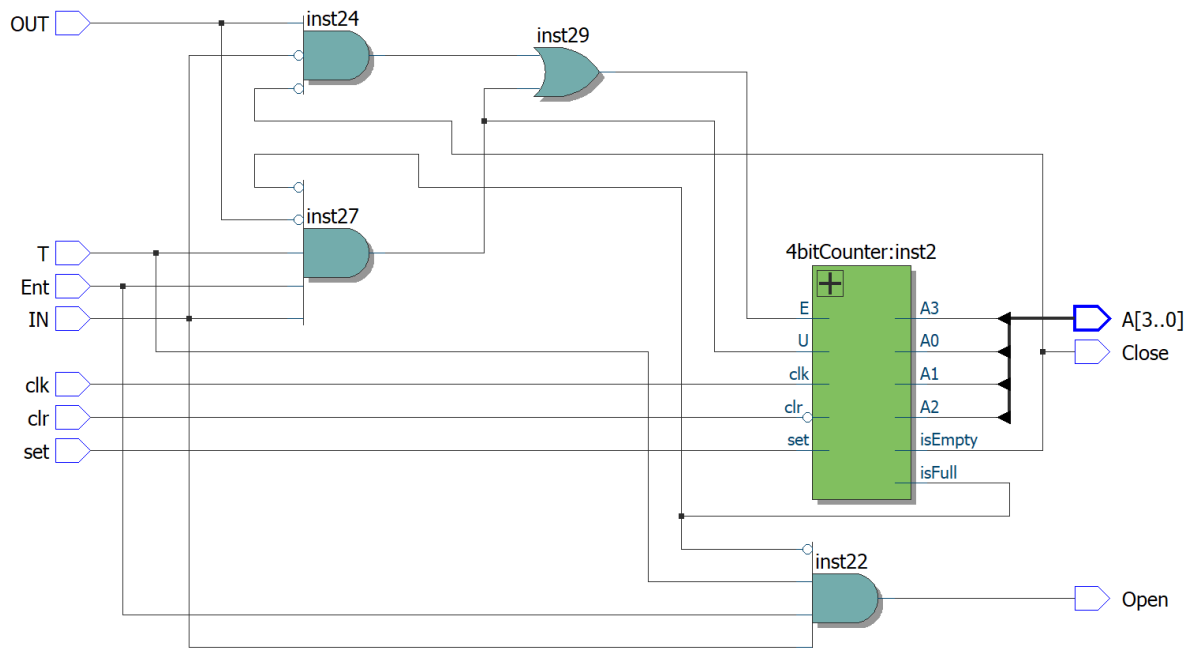 OUT
inst24
inst29
inst27
T
Ent
IN
clk
clr
set
4bitCounter:inst2
E
U
clk
clr
set
A3
A0
A1
A2
isEmpty
isFull
A[3..0]
Close
inst22
Open